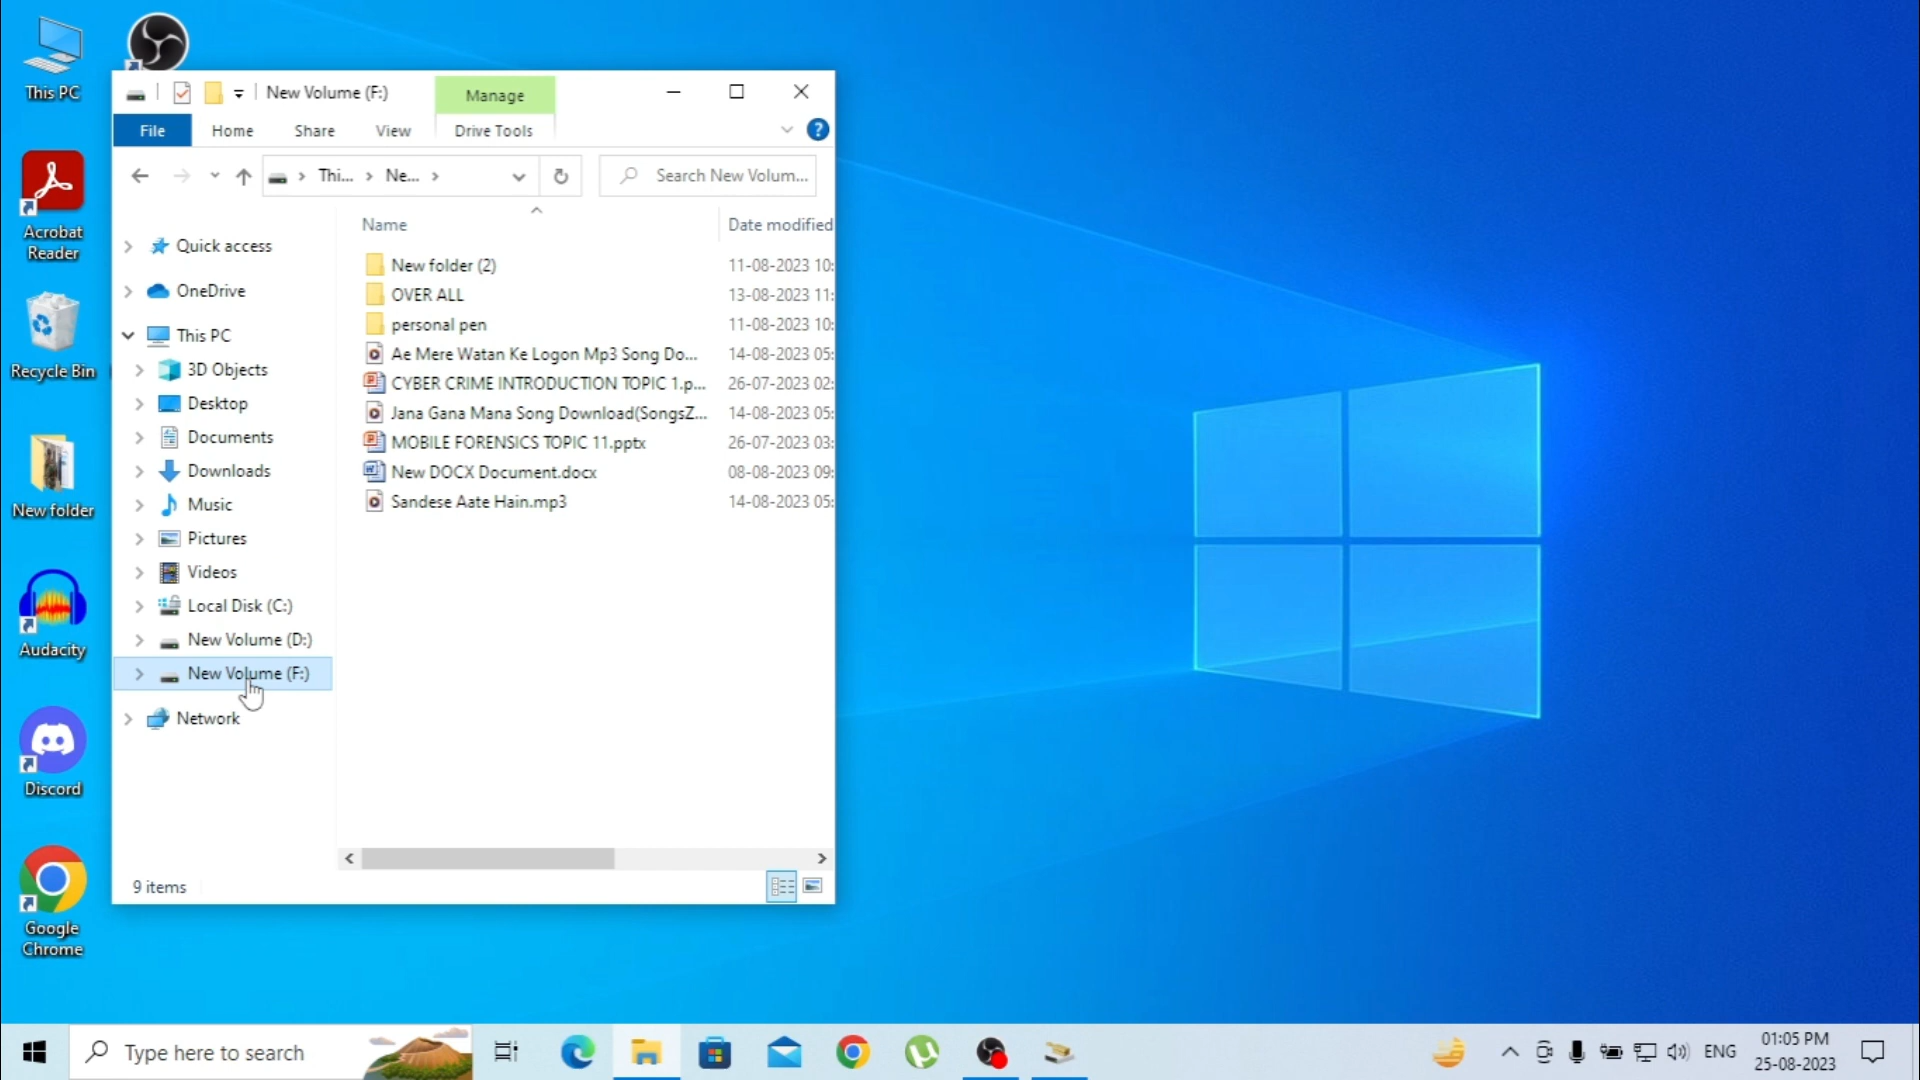 This PC
Acrobat
Reader
Recycle Bin
New folder
Audacity
Discord
Google
Chrome
New Volume (F:)
Manage
File
Home
Share
View
Drive Tools
?
Thi...
Ne...
Search New Volum...
Name
Date modified
Quick access
OneDrive
This PC
3D Objects
Desktop
Documents
Downloads
Music
Pictures
Videos
Local Disk (C:)
New Volume (D:)
New Volume (F:)
Network
New folder (2) 11-08-2023 10:
OVER ALL 13-08-2023 11:
personal pen 11-08-2023 10:
Ae Mere Watan Ke Logon Mp3 Song Do... 14-08-2023 05:
CYBER CRIME INTRODUCTION TOPIC 1.p... 26-07-2023 02:
Jana Gana Mana Song Download(SongsZ... 14-08-2023 05:
MOBILE FORENSICS TOPIC 11.pptx 26-07-2023 03:
New DOCX Document.docx 08-08-2023 09:
Sandese Aate Hain.mp3 14-08-2023 05:
9 items
Type here to search
ENG
01:05 PM
25-08-2023